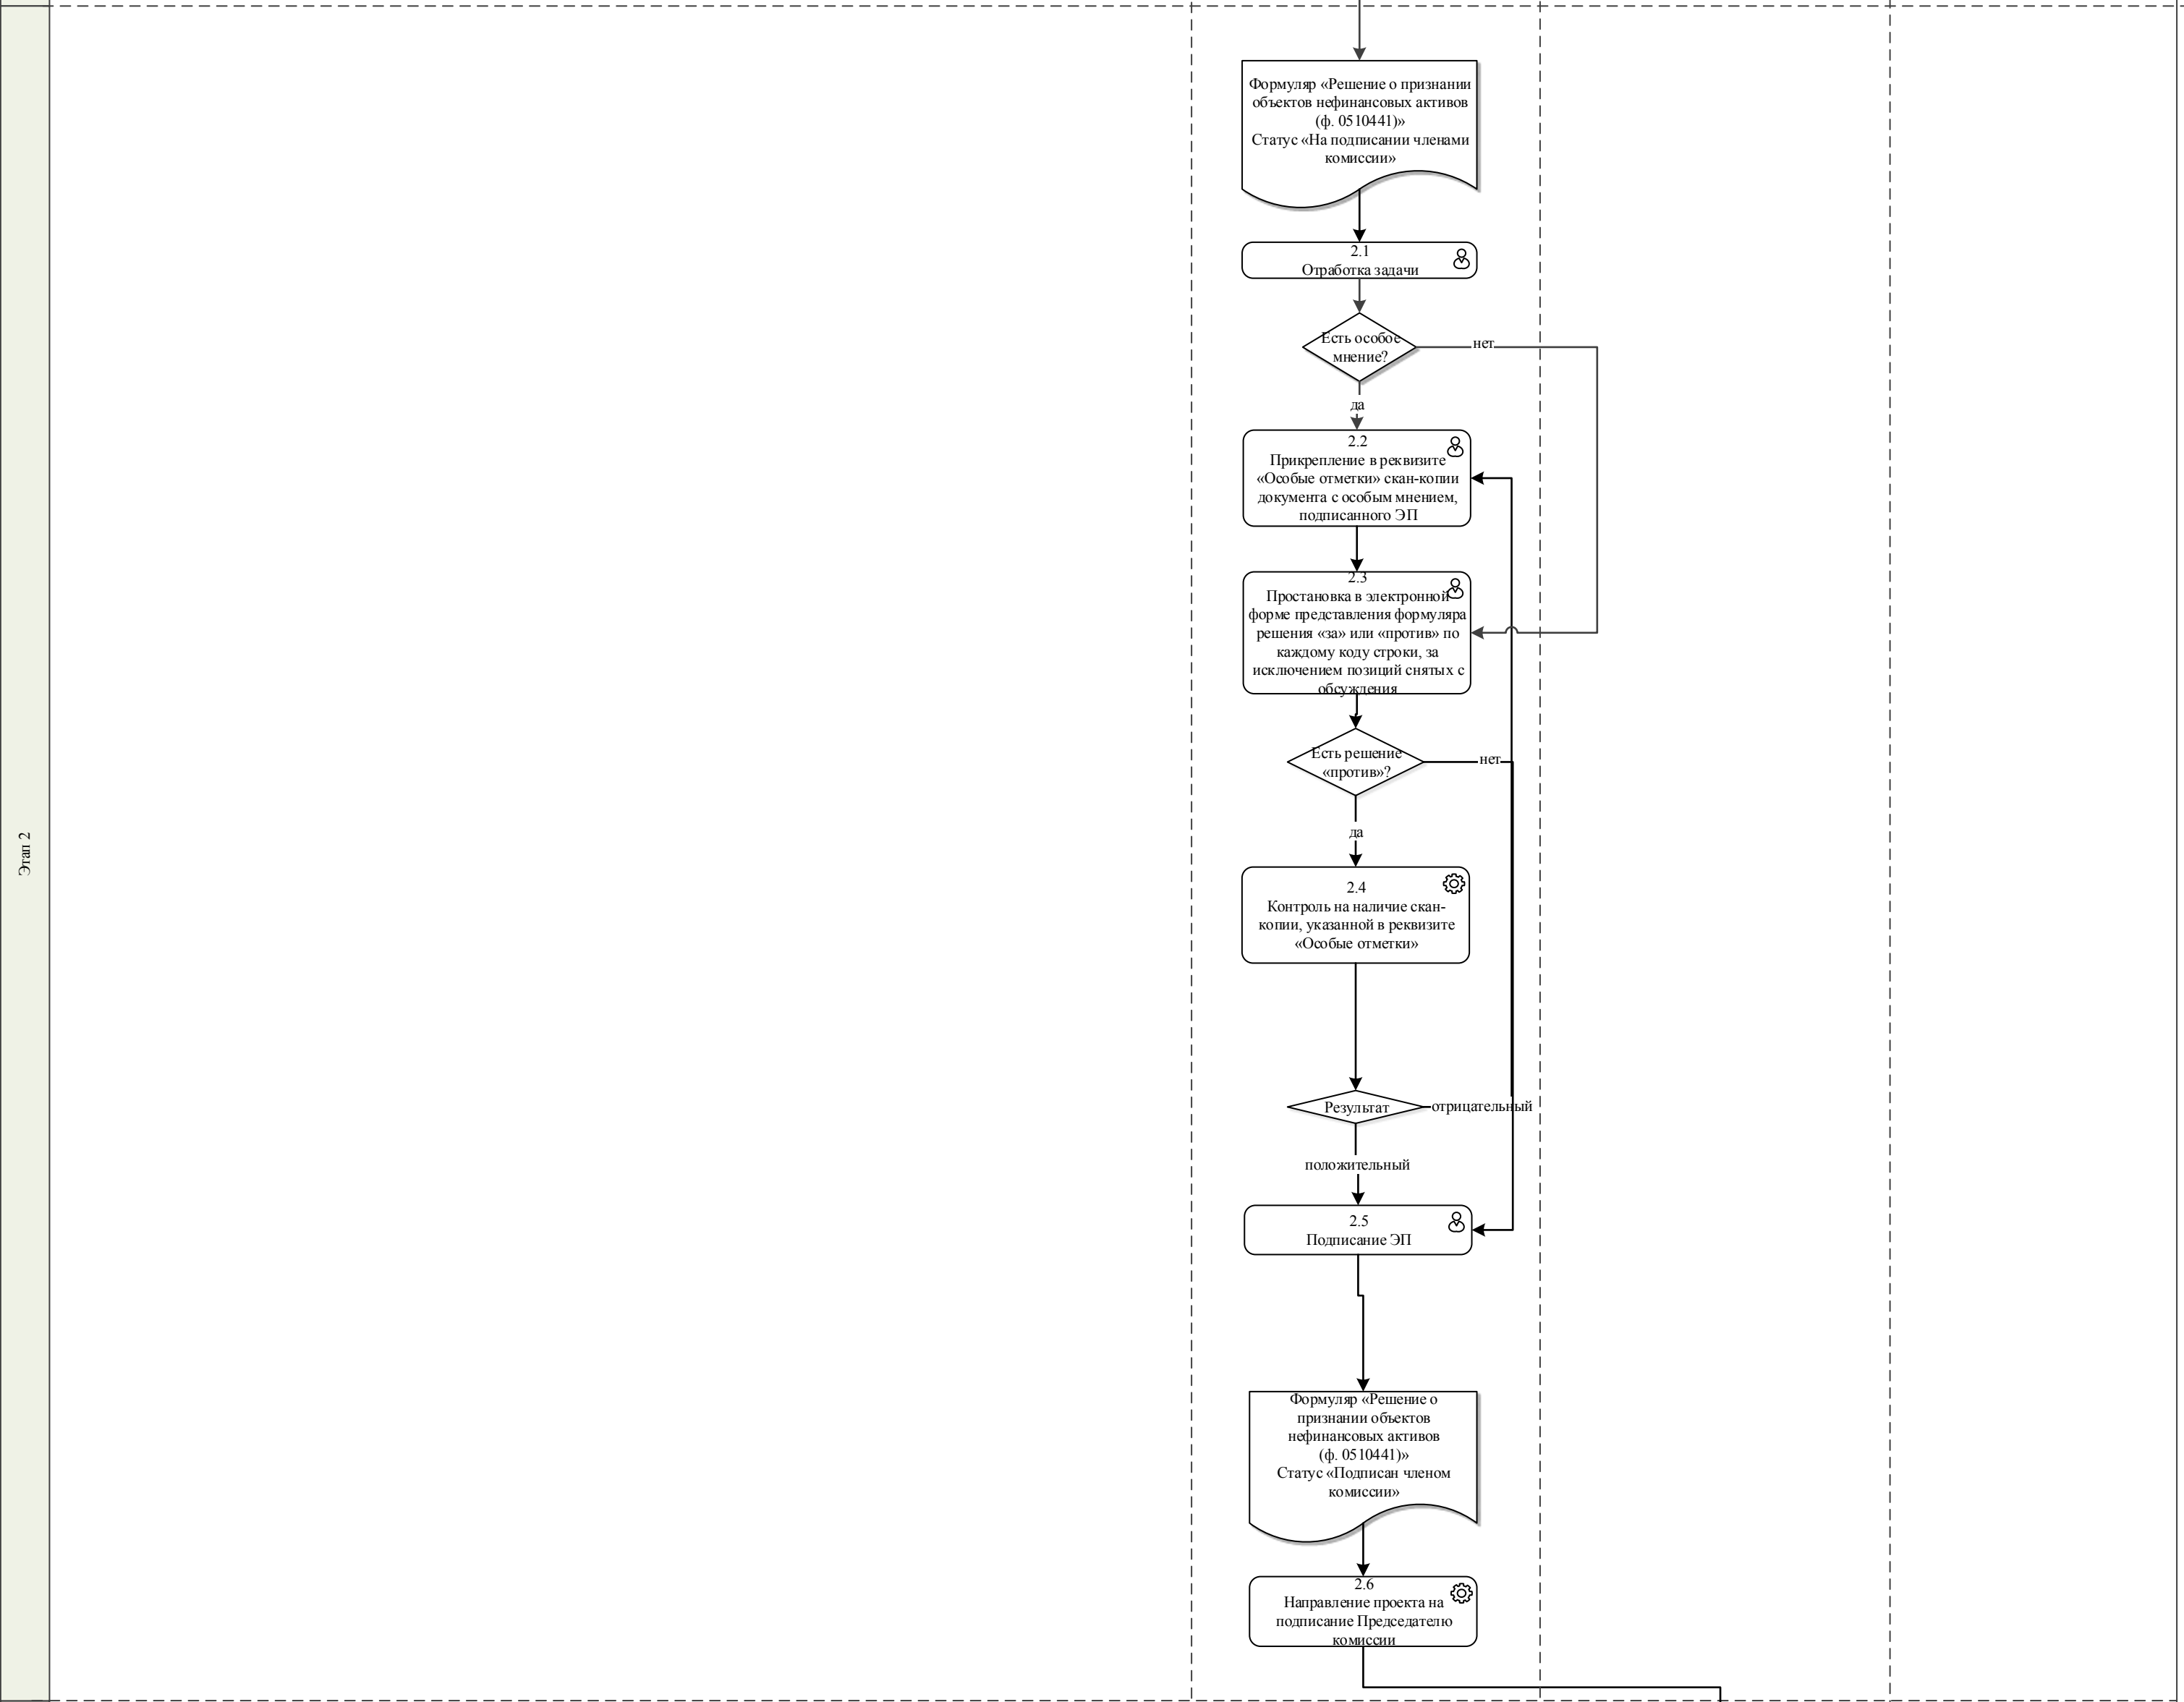 Формуляр «Решение о признании
объектов нефинансовых активов
(ф. 0510441)»
Статус «На подписании членами
комиссии»
2.1
Отработка задачи
Есть особое
мнение?
нет
да
2.2
Прикрепление в реквизите
«Особые отметки» скан-копии
документа с особым мнением,
подписанного ЭП
2.3
Простановка в электронной
форме представления формуляра
решения «за» или «против» по
каждому коду строки, за
исключением позиций снятых с
обсуждения
Есть решение
«против»?
нет
да
Этап 2
2.4
Контроль на наличие скан-
копии, указанной в реквизите
«Особые отметки»
Результат
отрицательный
положительный
2.5
Подписание ЭП
Формуляр «Решение о
признании объектов
нефинансовых активов
(ф. 0510441)»
Статус «Подписан членом
комиссии»
2.6
Направление проекта на
подписание Председателю
комиссии